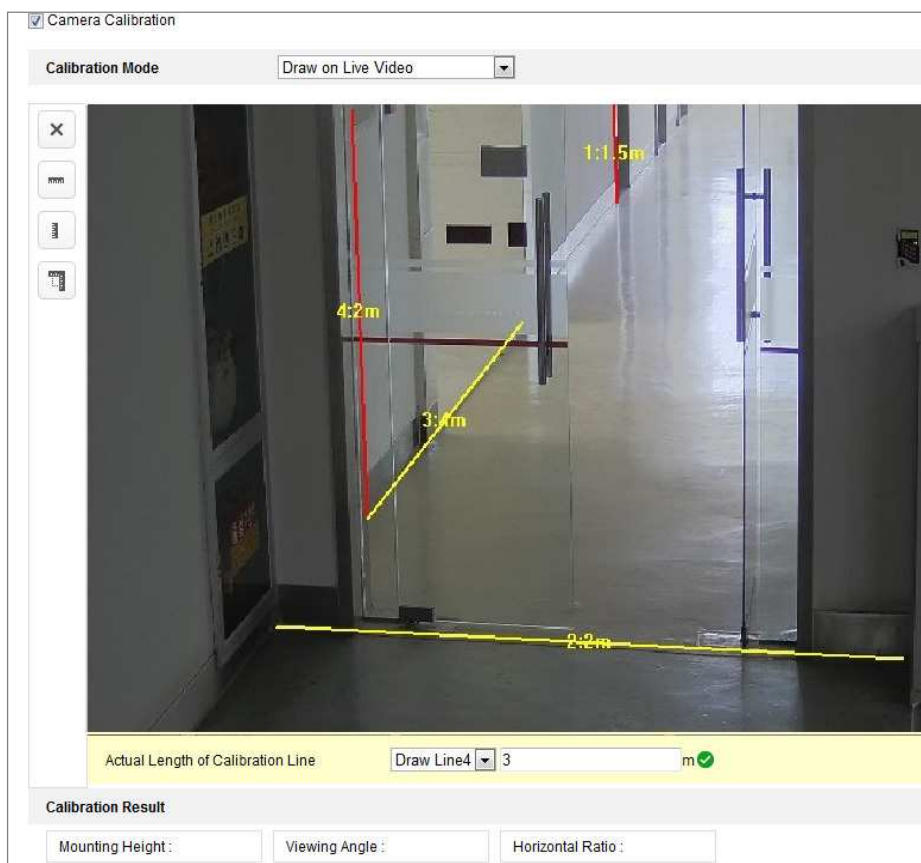 Camera Calibration
Calibration Mode
Draw on Live Video
1:1.5m
4:2m
3:4m
2:2m
Actual Length of Calibration Line
Draw Line4
3
m
Calibration Result
Mounting Height :
Viewing Angle :
Horizontal Ratio :